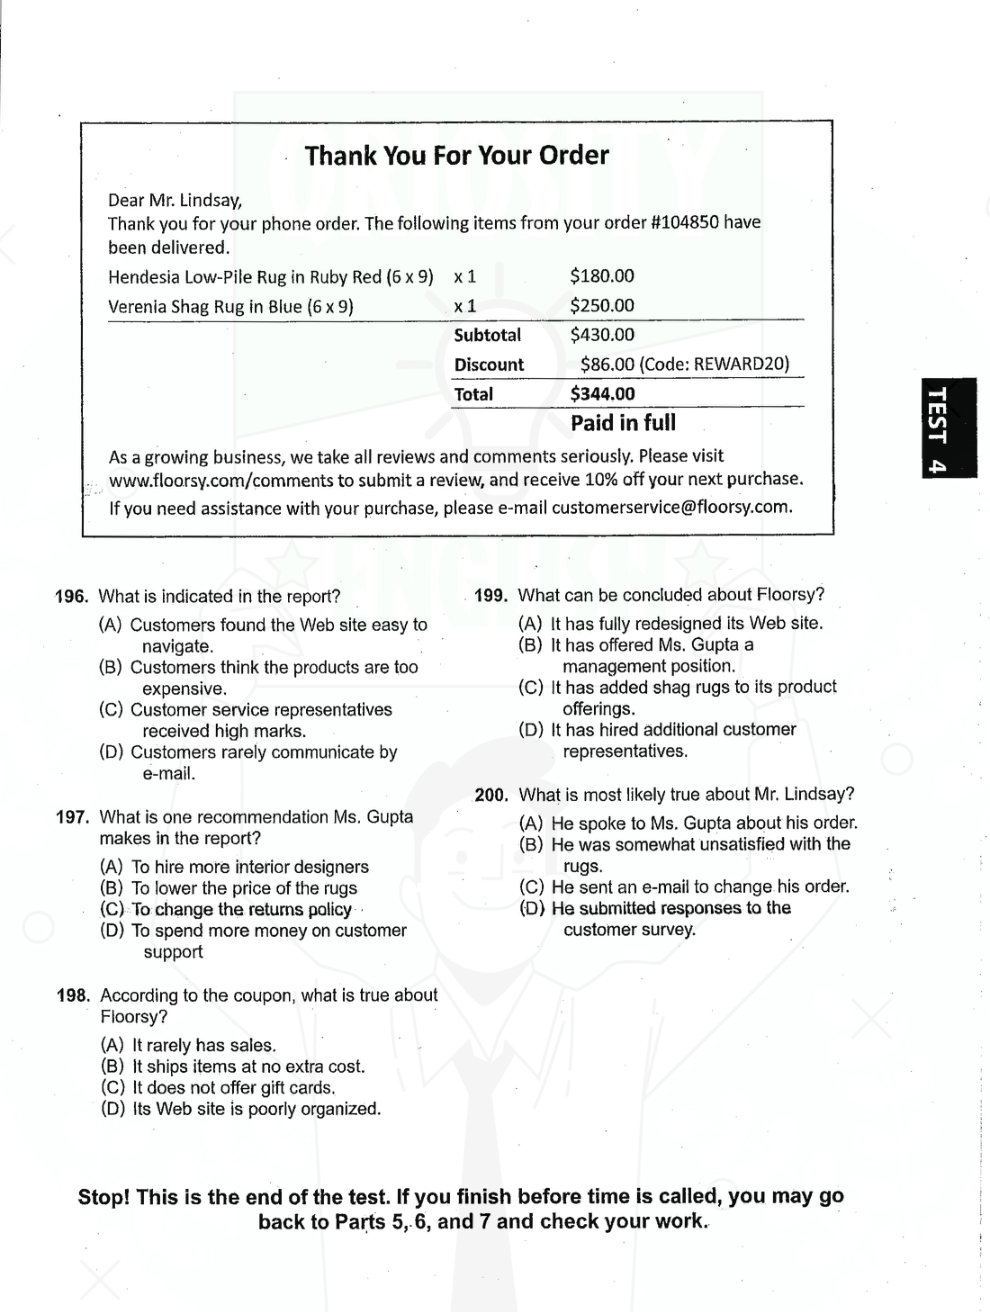 Thank You For Your Order
Dear Mr. Lindsay,
Thank you for your phone order. The following items from your order #104850 have
been delivered.
Hendesia Low-Pile Rug in Ruby Red (6 x 9) x 1 $180.00
Verenia Shag Rug in Blue (6 x 9) x 1 $250.00
Subtotal $430.00
Discount $86.00 (Code: REWARD20)
Total $344.00
Paid in full
As a growing business, we take all reviews and comments seriously. Please visit
www.floorsy.com/comments to submit a review, and receive 10% off your next purchase.
If you need assistance with your purchase, please e-mail customerservice@floorsy.com.
TEST 4
196. What is indicated in the report?
(A) Customers found the Web site easy to
navigate.
(B) Customers think the products are too
expensive.
(C) Customer service representatives
received high marks.
(D) Customers rarely communicate by
e-mail.
197. What is one recommendation Ms. Gupta
makes in the report?
(A) To hire more interior designers
(B) To lower the price of the rugs
(C) To change the returns policy
(D) To spend more money on customer
support
198. According to the coupon, what is true about
Floorsy?
(A) It rarely has sales.
(B) It ships items at no extra cost.
(C) It does not offer gift cards.
(D) Its Web site is poorly organized.
199. What can be concluded about Floorsy?
(A) It has fully redesigned its Web site.
(B) It has offered Ms. Gupta a
management position.
(C) It has added shag rugs to its product
offerings.
(D) It has hired additional customer
representatives.
200. What is most likely true about Mr. Lindsay?
(A) He spoke to Ms. Gupta about his order.
(B) He was somewhat unsatisfied with the
rugs.
(C) He sent an e-mail to change his order.
(D) He submitted responses to the
customer survey.
Stop! This is the end of the test. If you finish before time is called, you may go
back to Parts 5, 6, and 7 and check your work.